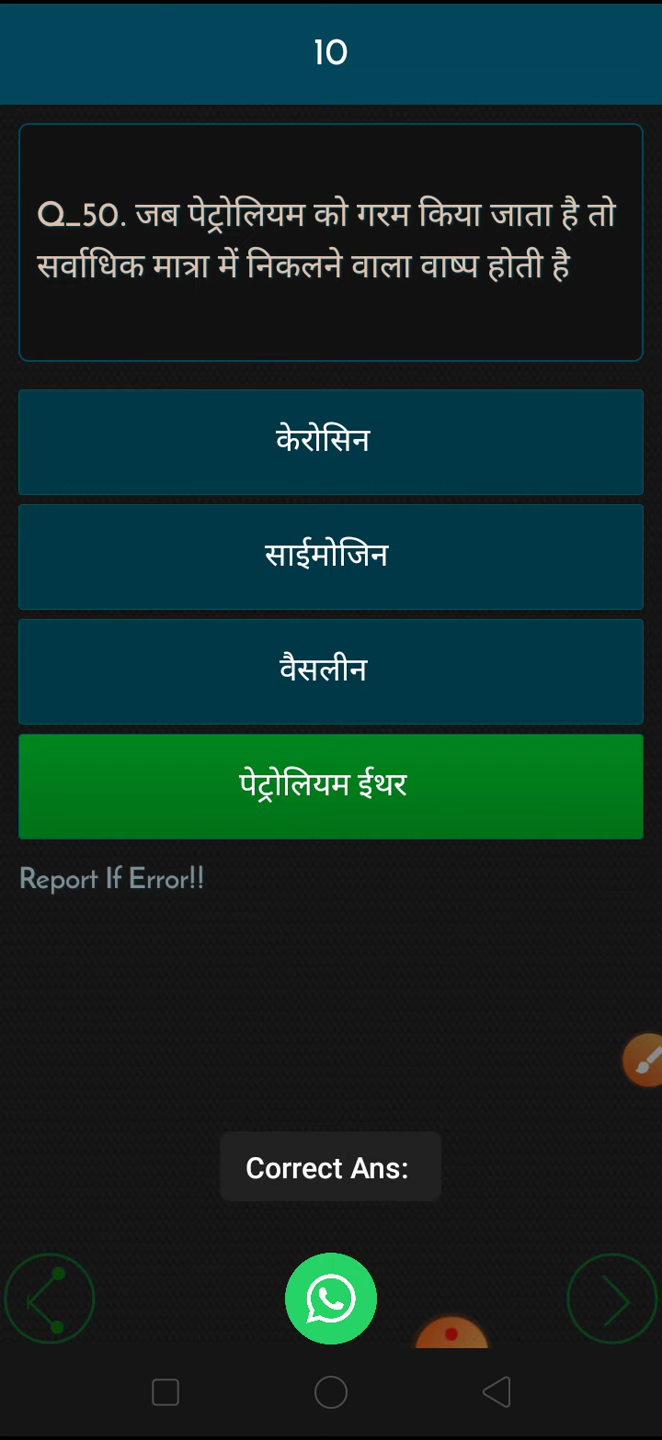 10
Q_50. जब पेट्रोलियम को गरम किया जाता है तो
सर्वाधिक मात्रा में निकलने वाला वाष्प होती है
केरोसिन
साईमोजिन
वैसलीन
पेट्रोलियम ईथर
Report If Error!!
Correct Ans: